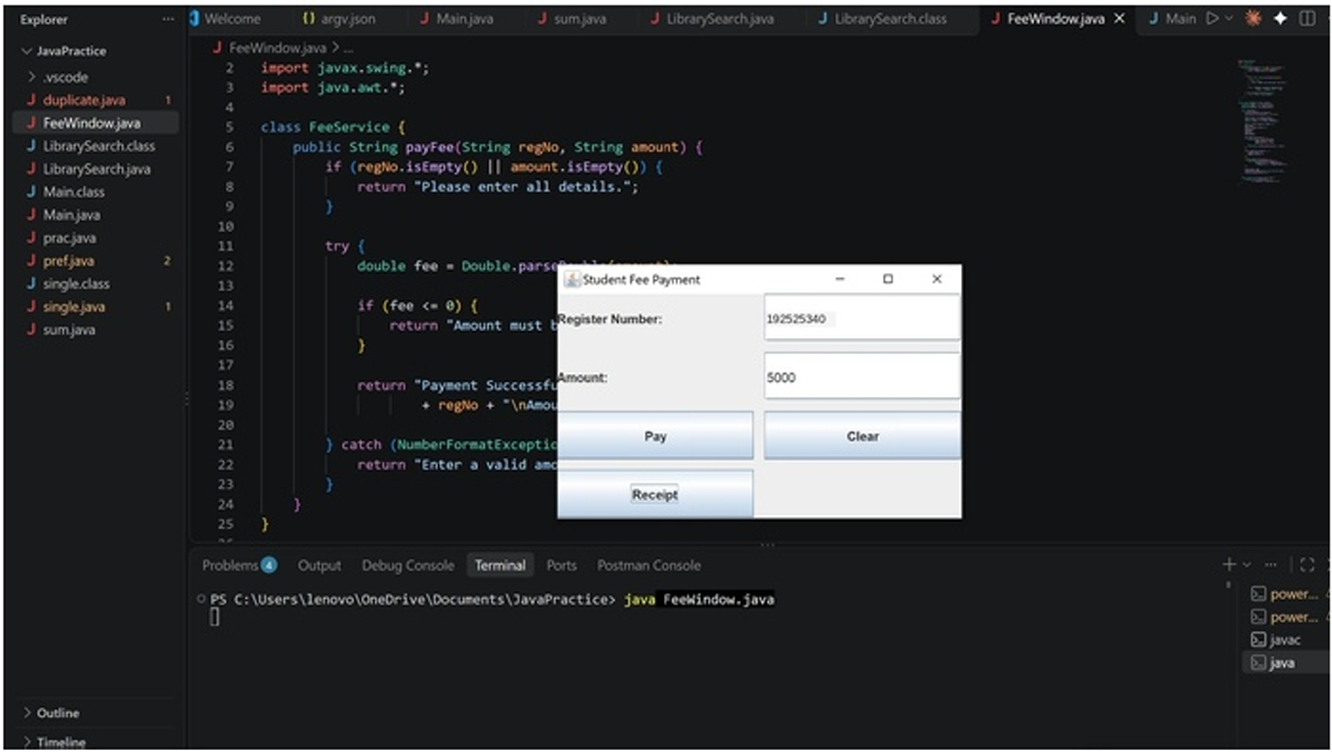 Explorer
Welcome
{} argv.json
J Main.java
J sum.java
J LibrarySearch.java
J LibrarySearch.class
J FeeWindow.java
J Main
JavaPractice
.vscode
J duplicate.java 1
J FeeWindow.java
J LibrarySearch.class
J LibrarySearch.java
J Main.class
J Main.java
J prac.java
J pref.java 2
J single.class
J single.java 1
J sum.java
Outline
Timeline
J FeeWindow.java > ...
2 import javax.swing.*;
3 import java.awt.*;
4
5 class FeeService {
6 public String payFee(String regNo, String amount) {
7 if (regNo.isEmpty() || amount.isEmpty()) {
8 return "Please enter all details.";
9 }
10
11 try {
12 double fee = Double.parse
13
14 if (fee <= 0) {
15 return "Amount must b
16 }
17
18 return "Payment Successfu
19 + regNo + "\nAmou
20
21 } catch (NumberFormatExceptio
22 return "Enter a valid amo
23 }
24 }
25 }
Student Fee Payment
Register Number:
192525340
Amount:
5000
Pay
Clear
Receipt
Problems 4 Output Debug Console Terminal Ports Postman Console
PS C:\Users\lenovo\OneDrive\Documents\JavaPractice> java FeeWindow.java
power...
power...
javac
java